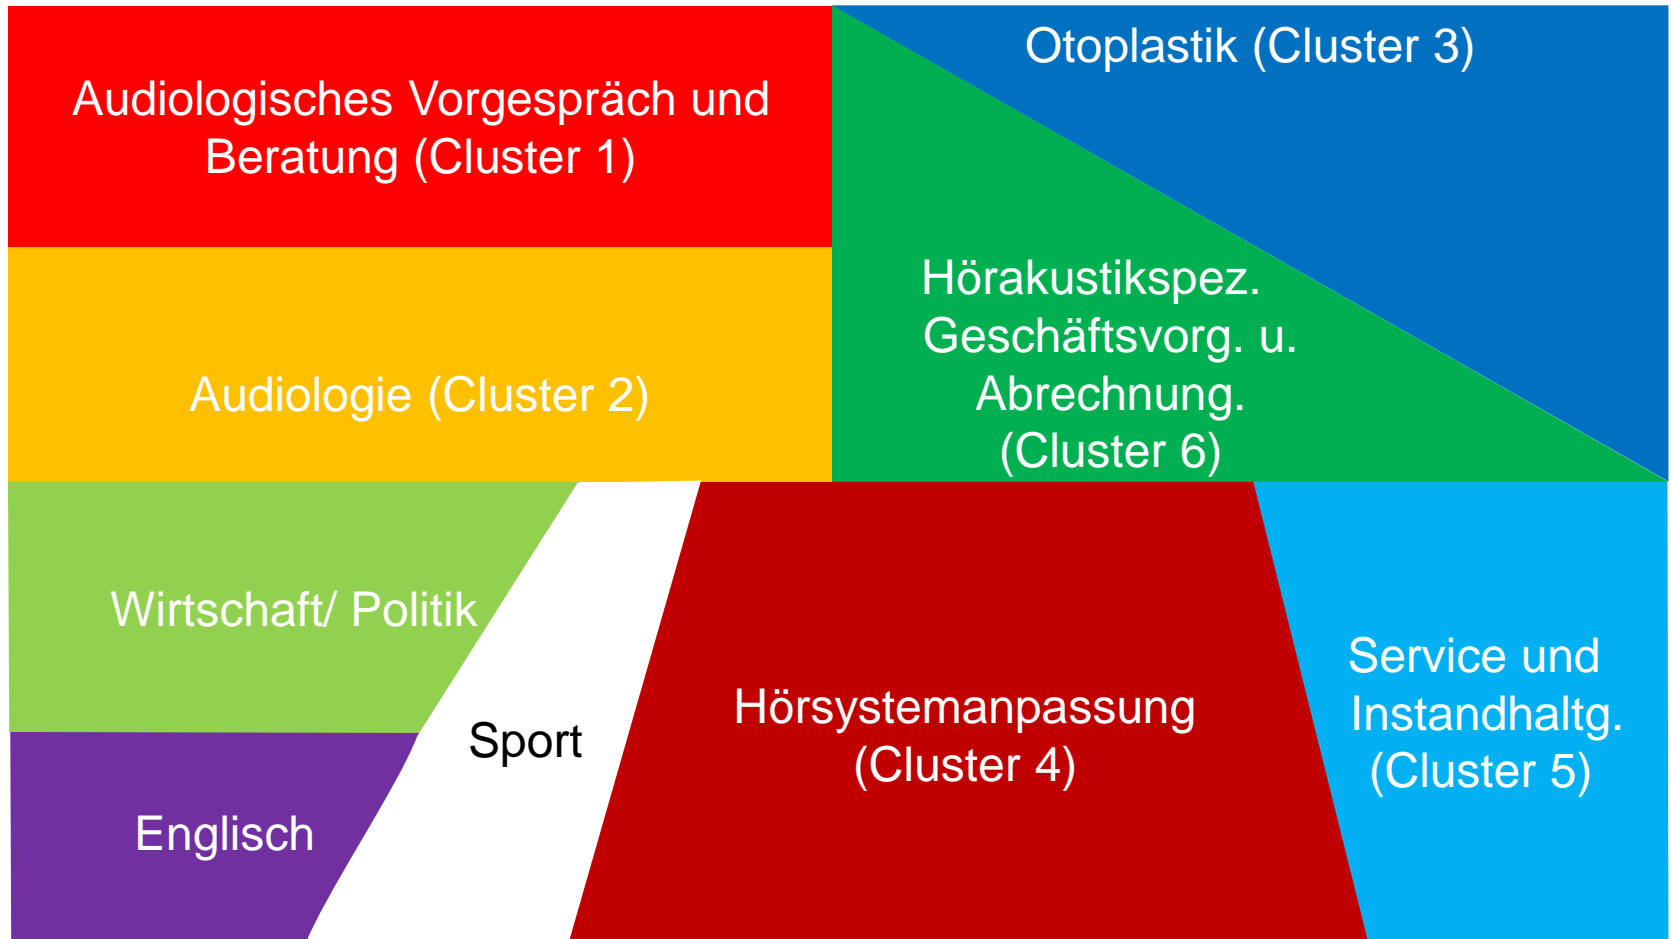 Audiologisches Vorgespräch und
Beratung (Cluster 1)
Otoplastik (Cluster 3)
Audiologie (Cluster 2)
Hörakustikspez.
Geschäftsvorg. u.
Abrechnung.
(Cluster 6)
Wirtschaft/ Politik
Englisch
Sport
Hörsystemanpassung
(Cluster 4)
Service und
Instandhaltg.
(Cluster 5)